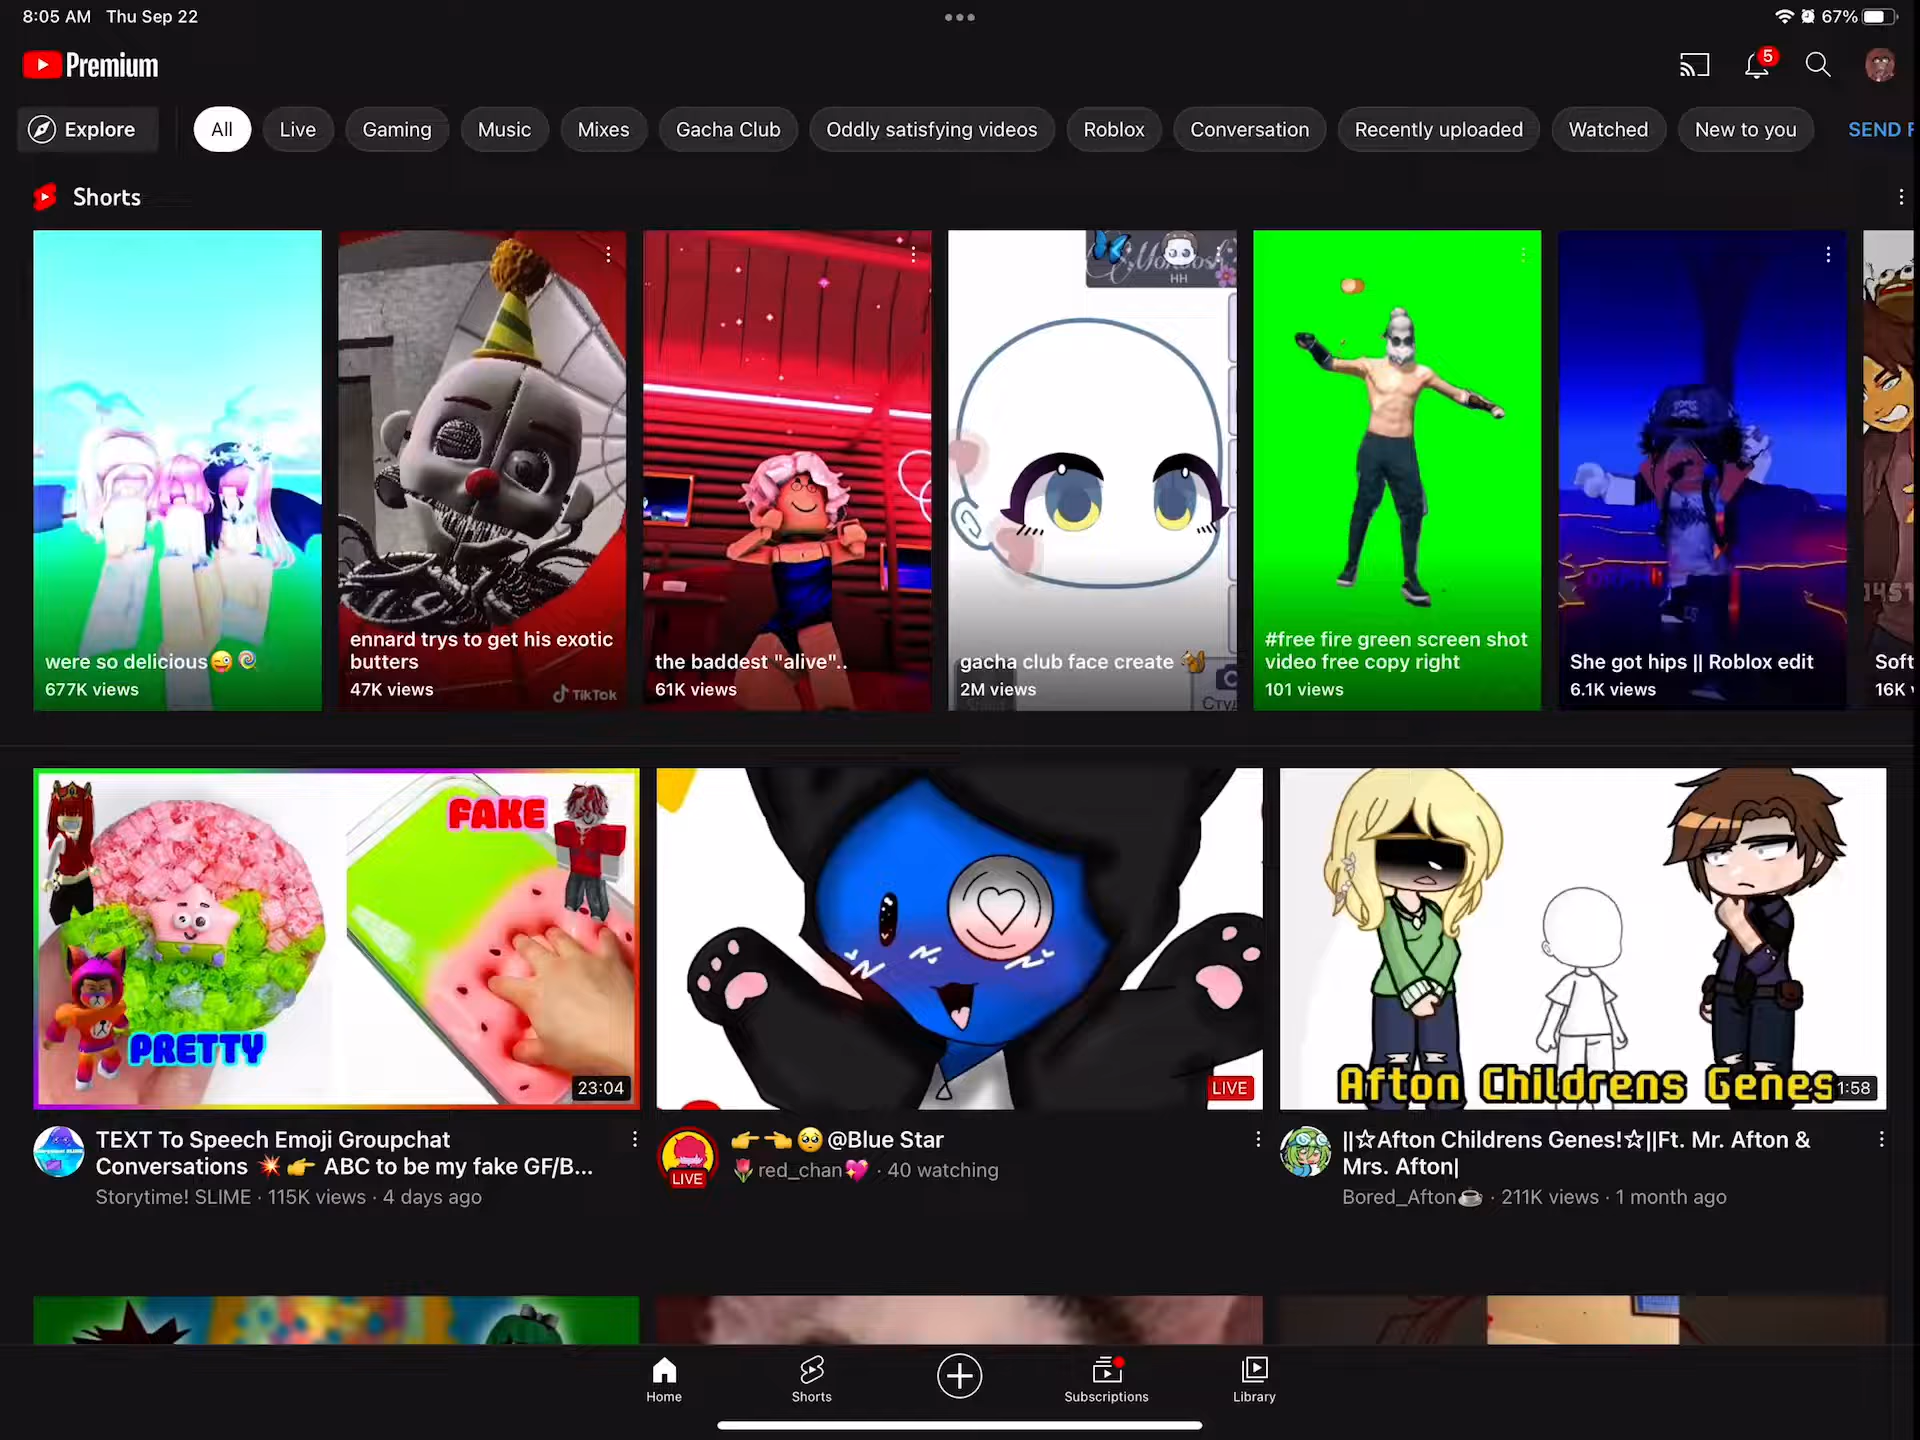 8:05 AM Thu Sep 22
67%
Premium
5
Explore
All
Live
Gaming
Music
Mixes
Gacha Club
Oddly satisfying videos
Roblox
Conversation
Recently uploaded
Watched
New to you
SEND F
Shorts
were so delicious😜🍭
677K views
ennard trys to get his exotic
butters
47K views
TikTok
the baddest "alive"..
61K views
HH
gacha club face create 🐿️
2M views
#free fire green screen shot
video free copy right
101 views
She got hips || Roblox edit
6.1K views
Soft
16K
FAKE
PRETTY
23:04
LIVE
Afton Childrens Genes
1:58
TEXT To Speech Emoji Groupchat
Conversations 💥👉 ABC to be my fake GF/B...
Storytime! SLIME · 115K views · 4 days ago
👉👈🥺@Blue Star
🌷red_chan💖 · 40 watching
LIVE
||☆Afton Childrens Genes!☆||Ft. Mr. Afton &
Mrs. Afton|
Bored_Afton☕ · 211K views · 1 month ago
Home
Shorts
Subscriptions
Library